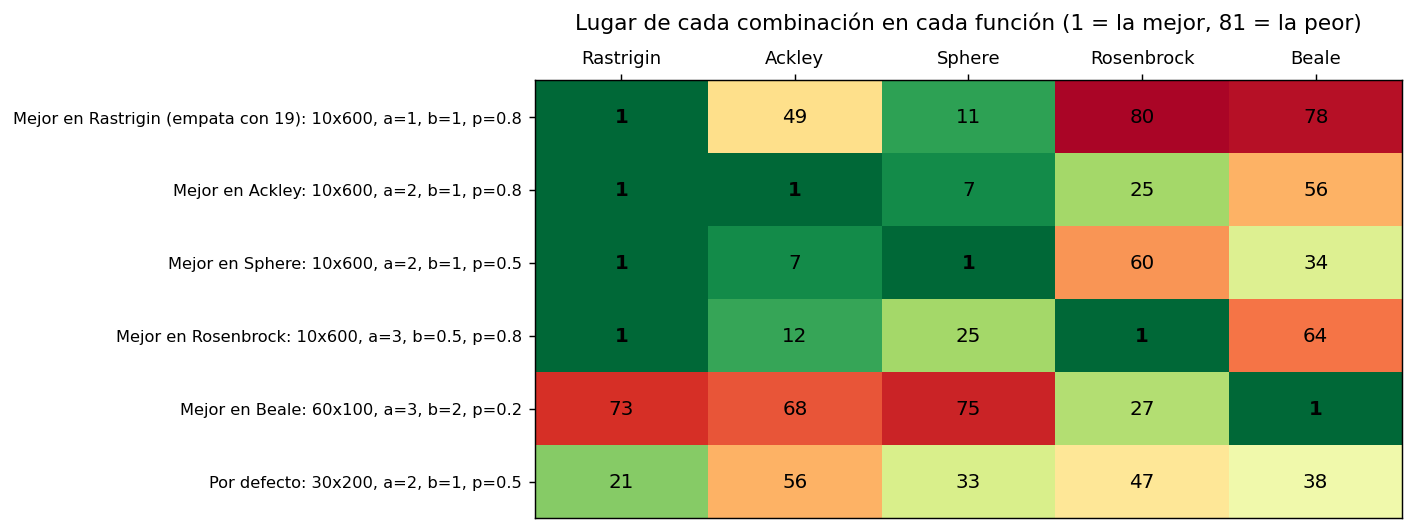 Lugar de cada combinación en cada función (1 = la mejor, 81 = la peor)
Rastrigin Ackley Sphere Rosenbrock Beale
Mejor en Rastrigin (empata con 19): 10x600, a=1, b=1, p=0.8 1 49 11 80 78
Mejor en Ackley: 10x600, a=2, b=1, p=0.8 1 1 7 25 56
Mejor en Sphere: 10x600, a=2, b=1, p=0.5 1 7 1 60 34
Mejor en Rosenbrock: 10x600, a=3, b=0.5, p=0.8 1 12 25 1 64
Mejor en Beale: 60x100, a=3, b=2, p=0.2 73 68 75 27 1
Por defecto: 30x200, a=2, b=1, p=0.5 21 56 33 47 38